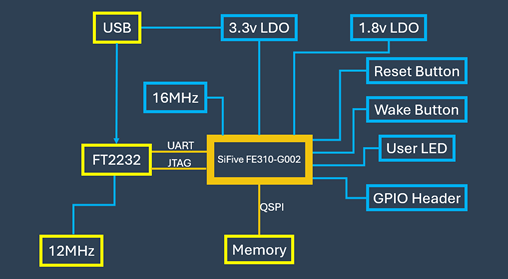 USB
3.3v LDO
1.8v LDO
Reset Button
16MHz
Wake Button
UART
User LED
FT2232
SiFive FE310-G002
JTAG
GPIO Header
QSPI
12MHz
Memory